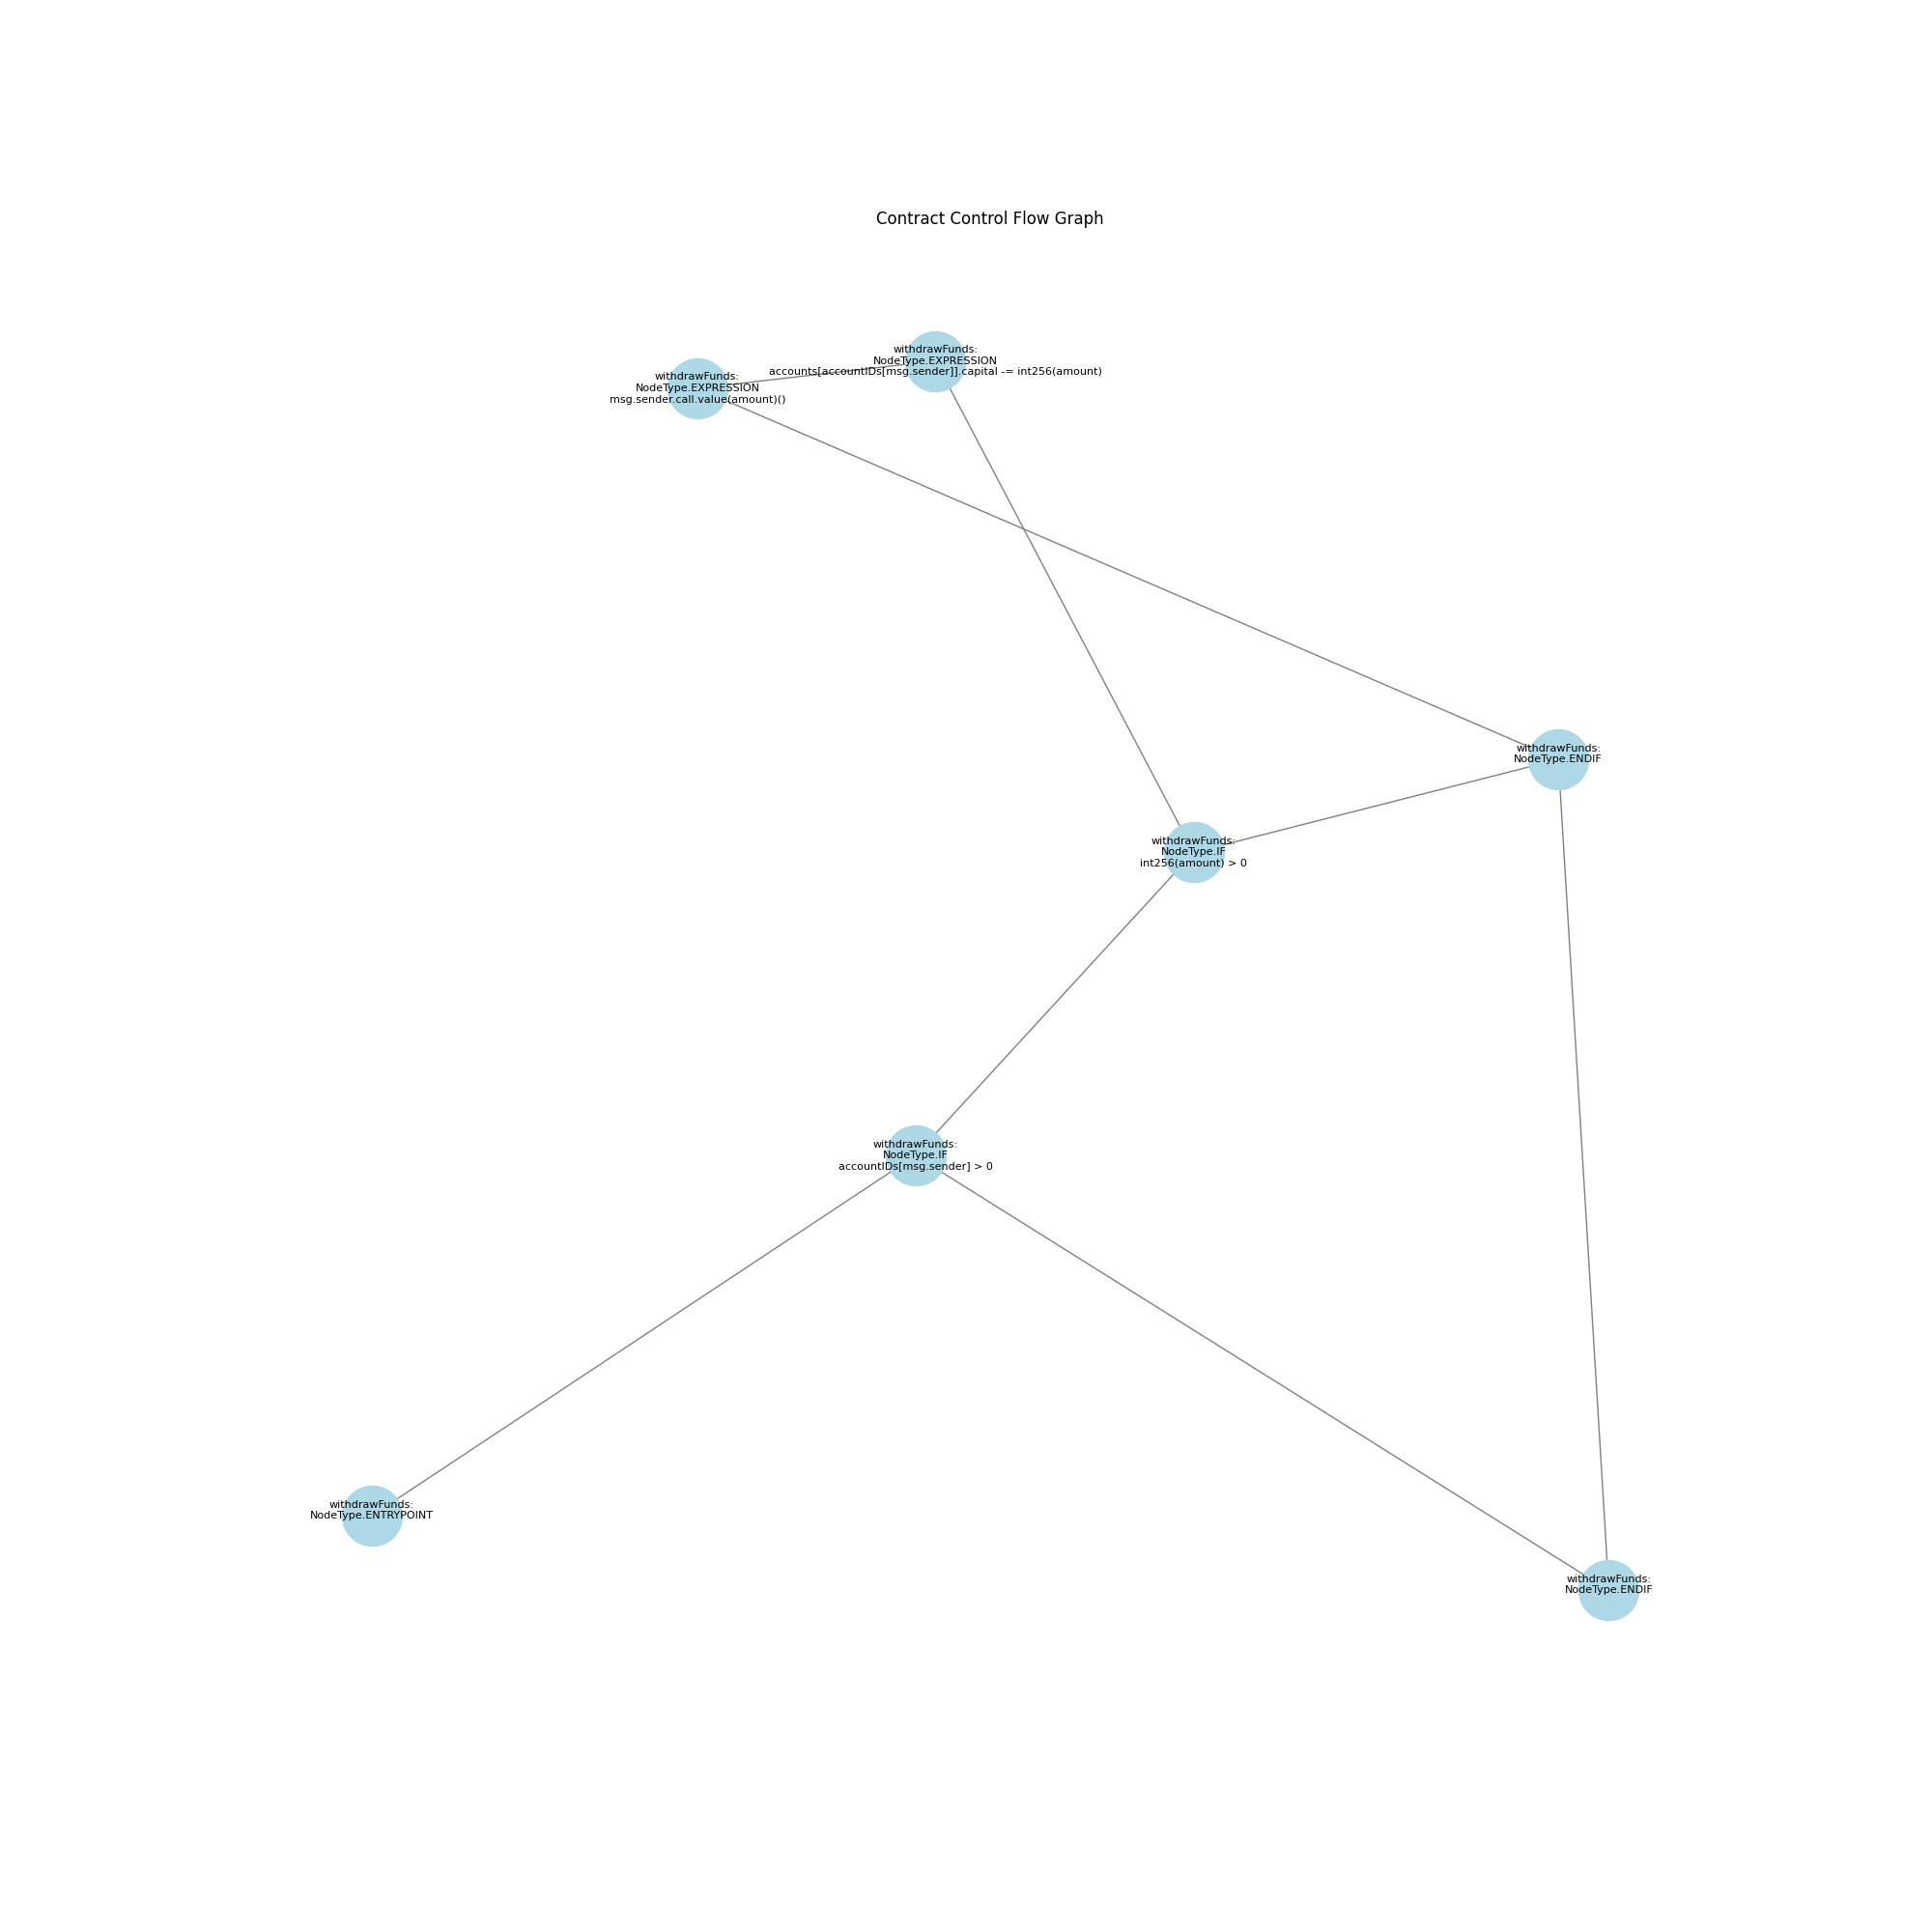 Contract Control Flow Graph
withdrawFunds:
NodeType.EXPRESSION
accounts[accountIDs[msg.sender]].capital -= int256(amount)
withdrawFunds:
NodeType.EXPRESSION
msg.sender.call.value(amount)()
withdrawFunds:
NodeType.ENDIF
withdrawFunds:
NodeType.IF
int256(amount) > 0
withdrawFunds:
NodeType.IF
accountIDs[msg.sender] > 0
withdrawFunds:
NodeType.ENTRYPOINT
withdrawFunds:
NodeType.ENDIF